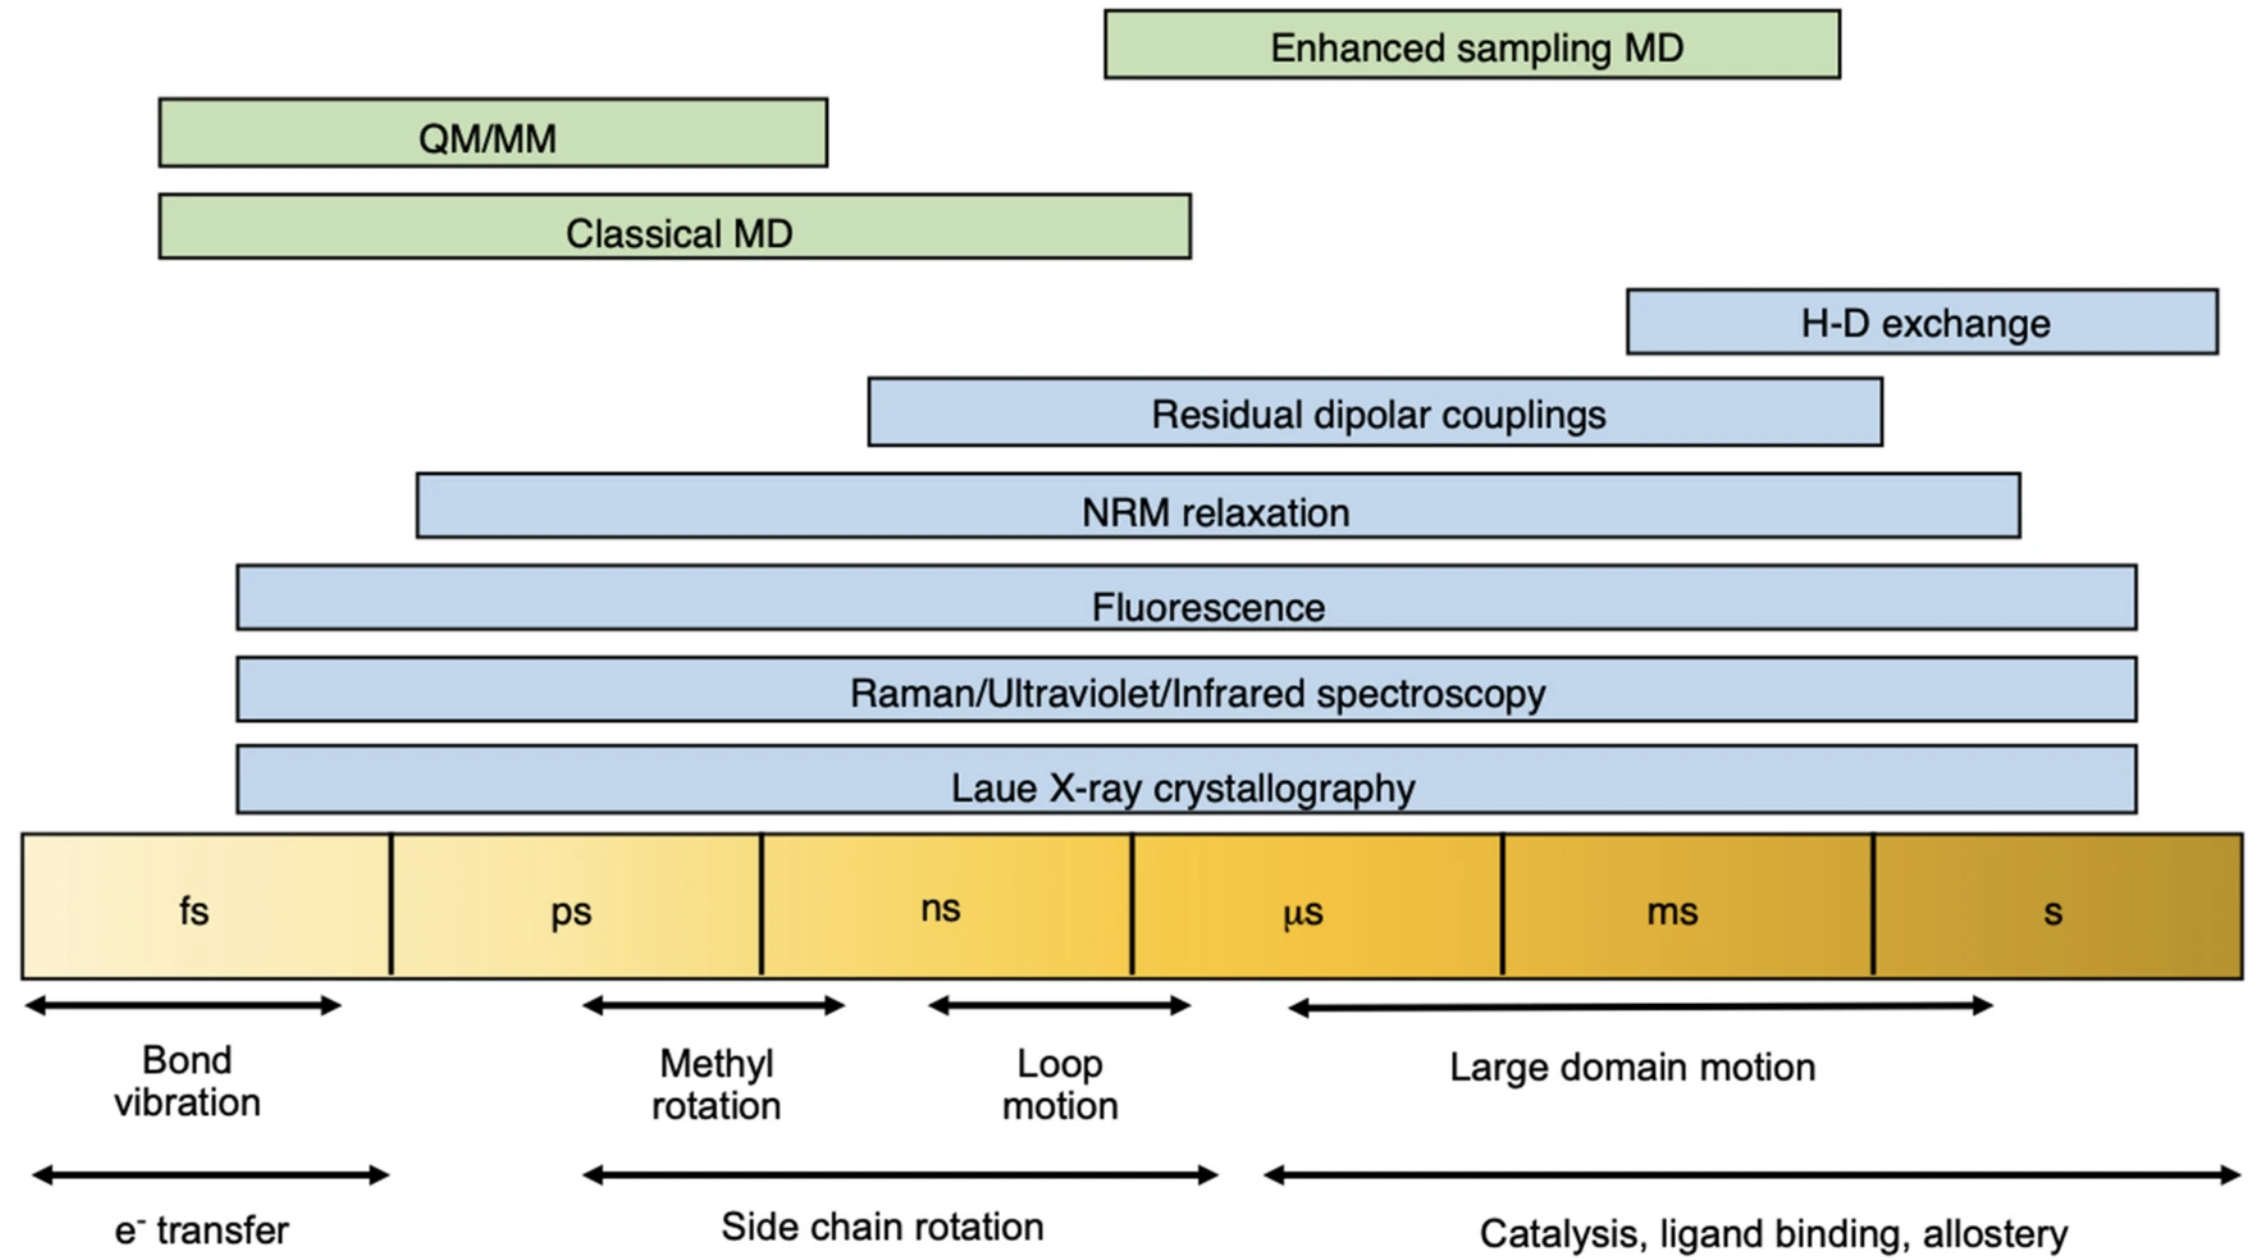 Enhanced sampling MD
QM/MM
Classical MD
H-D exchange
Residual dipolar couplings
NRM relaxation
Fluorescence
Raman/Ultraviolet/Infrared spectroscopy
Laue X-ray crystallography
fs ps ns μs ms s
Bond
vibration
Methyl
rotation
Loop
motion
Large domain motion
e⁻ transfer
Side chain rotation
Catalysis, ligand binding, allostery